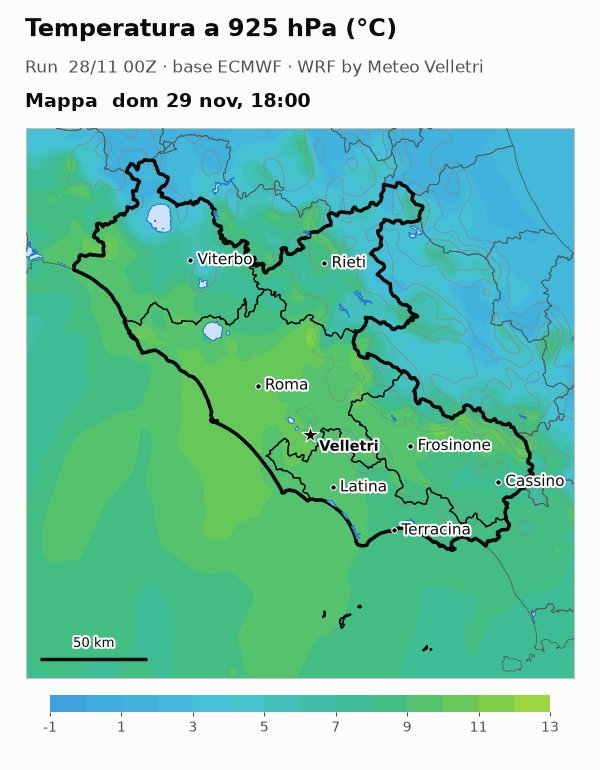 Temperatura a 925 hPa (°C)
Run  28/11 00Z · base ECMWF · WRF by Meteo Velletri
Mappa  dom 29 nov, 18:00
Viterbo
Rieti
Roma
Velletri
Frosinone
Latina
Cassino
Terracina
50 km
-1 1 3 5 7 9 11 13